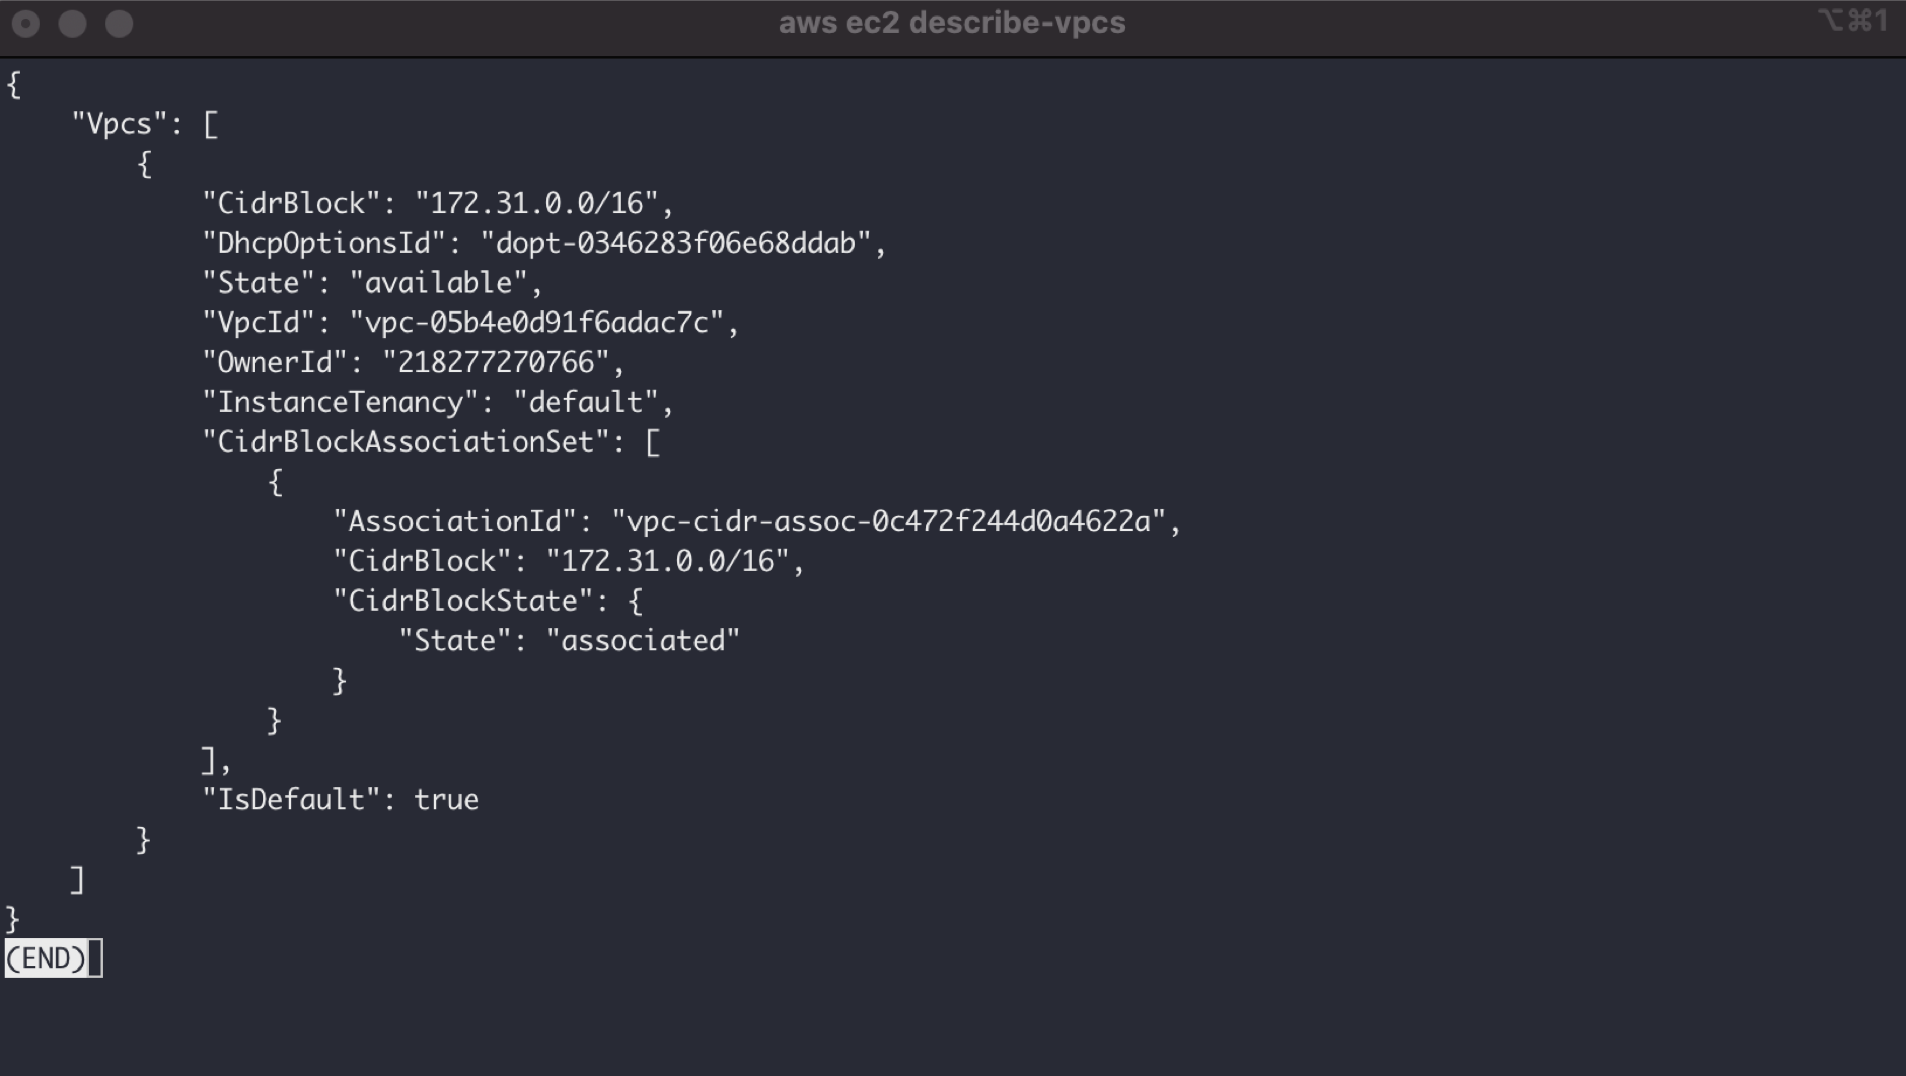 aws ec2 describe-vpcs
⌥⌘1
{
    "Vpcs": [
        {
            "CidrBlock": "172.31.0.0/16",
            "DhcpOptionsId": "dopt-0346283f06e68ddab",
            "State": "available",
            "VpcId": "vpc-05b4e0d91f6adac7c",
            "OwnerId": "218277270766",
            "InstanceTenancy": "default",
            "CidrBlockAssociationSet": [
                {
                    "AssociationId": "vpc-cidr-assoc-0c472f244d0a4622a",
                    "CidrBlock": "172.31.0.0/16",
                    "CidrBlockState": {
                        "State": "associated"
                    }
                }
            ],
            "IsDefault": true
        }
    ]
}
(END)